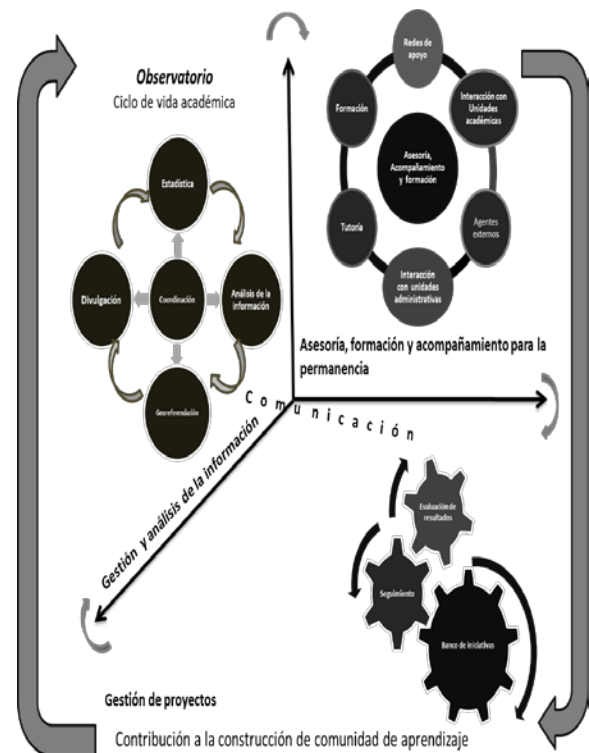 Observatorio
Ciclo de vida académica
Estadística
Divulgación
Coordinación
Análisis de la
información
Georeferendación
Redes de
apoyo
Formación
Interacción con
Unidades
académicas
Asesoría,
Acompañamiento
y formación
Tutoría
Agentes
externos
Interacción
con unidades
administrativas
Asesoría, formación y acompañamiento para la
permanencia
Comunicación
Gestión y análisis de la información
Evaluación de
resultados
Seguimiento
Banco de iniciativas
Gestión de proyectos
Contribución a la construcción de comunidad de aprendizaje